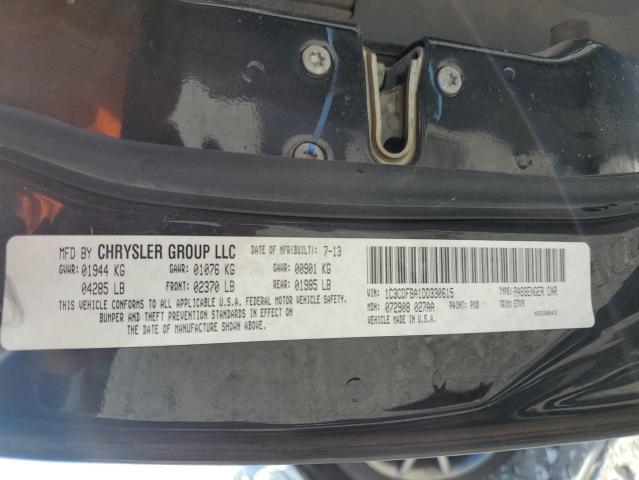 MFD BY CHRYSLER GROUP LLC DATE OF MFR(BUILT): 7-13
GVWR: 01944 KG GAWR: 01076 KG GAWR: 00901 KG
04285 LB FRONT: 02370 LB REAR: 01985 LB
THIS VEHICLE CONFORMS TO ALL APPLICABLE U.S.A. FEDERAL MOTOR VEHICLE SAFETY,
BUMPER AND THEFT PREVENTION STANDARDS IN EFFECT ON
THE DATE OF MANUFACTURE SHOWN ABOVE.
VIN: 1C3CDFBA1DD330615 TYPE: PASSENGER CAR
MDH: 072908 027AA PAINT: PXB TRIM: E7X9
VEHICLE MADE IN U.S.A.